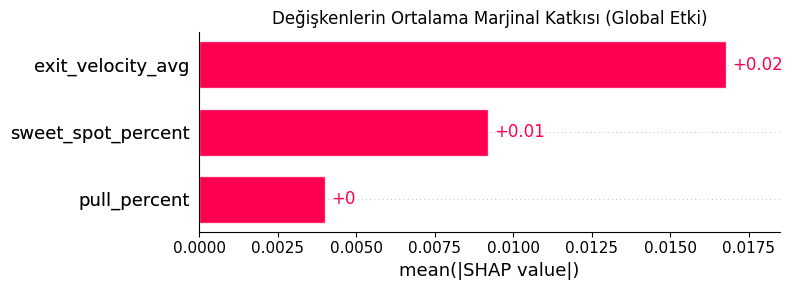 Değişkenlerin Ortalama Marjinal Katkısı (Global Etki)
exit_velocity_avg
+0.02
sweet_spot_percent
+0.01
pull_percent
+0
0.0000 0.0025 0.0050 0.0075 0.0100 0.0125 0.0150 0.0175
mean(|SHAP value|)